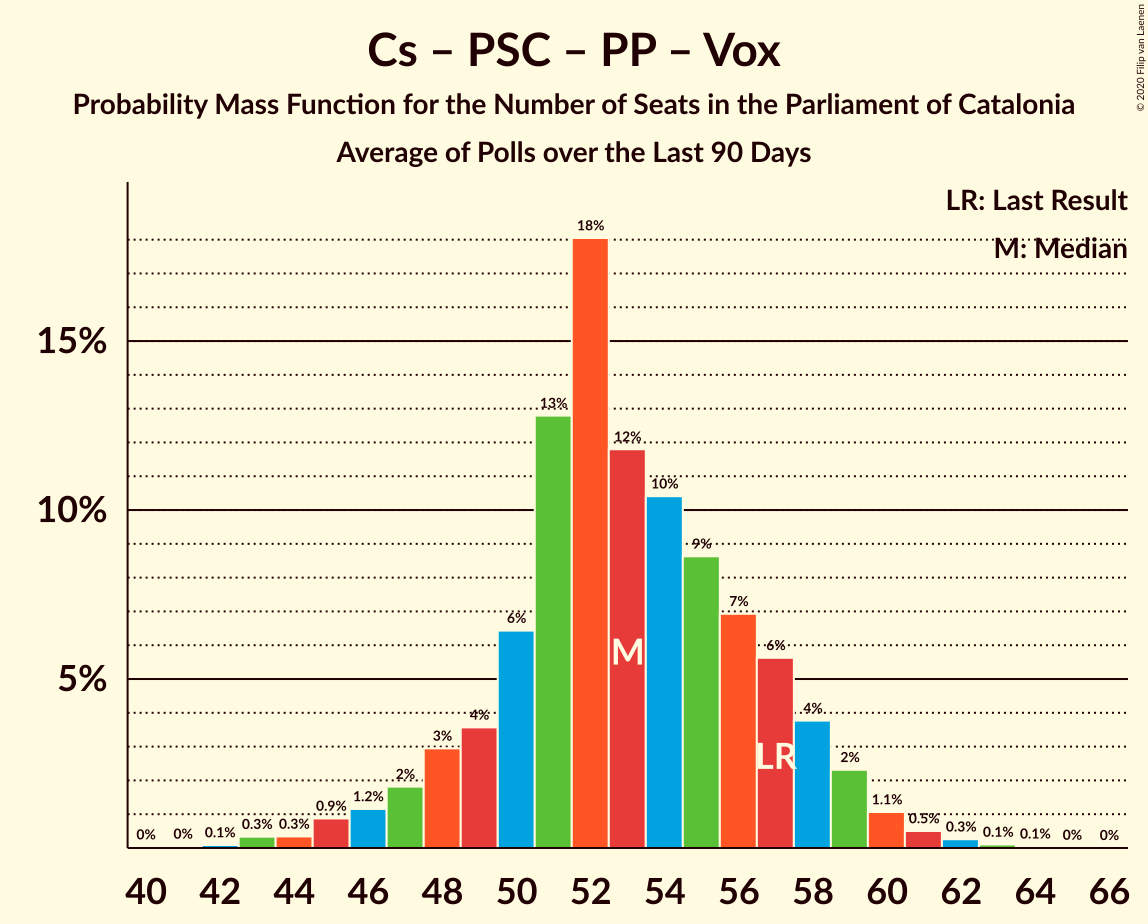 Cs – PSC – PP – Vox
Probability Mass Function for the Number of Seats in the Parliament of Catalonia
Average of Polls over the Last 90 Days
© 2020 Filip van Laenen
LR: Last Result
M: Median
15%
10%
5%
0% 0% 0.1% 0.3% 0.3% 0.9% 1.2% 2% 3% 4% 6% 13% 18% 12% 10% 9% 7% 6% 4% 2% 1.1% 0.5% 0.3% 0.1% 0.1% 0% 0%
M
LR
40 42 44 46 48 50 52 54 56 58 60 62 64 66